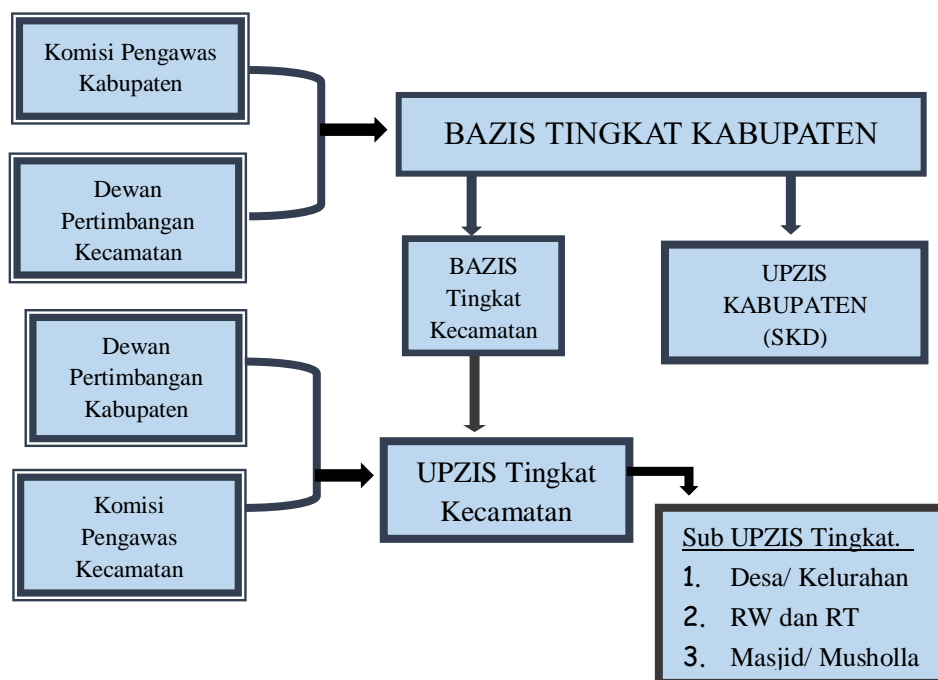 Komisi Pengawas
Kabupaten
BAZIS TINGKAT KABUPATEN
Dewan
Pertimbangan
Kecamatan
BAZIS
Tingkat
Kecamatan
UPZIS
KABUPATEN
(SKD)
Dewan
Pertimbangan
Kabupaten
UPZIS Tingkat
Kecamatan
Komisi
Pengawas
Kecamatan
Sub UPZIS Tingkat.
1. Desa/ Kelurahan
2. RW dan RT
3. Masjid/ Musholla